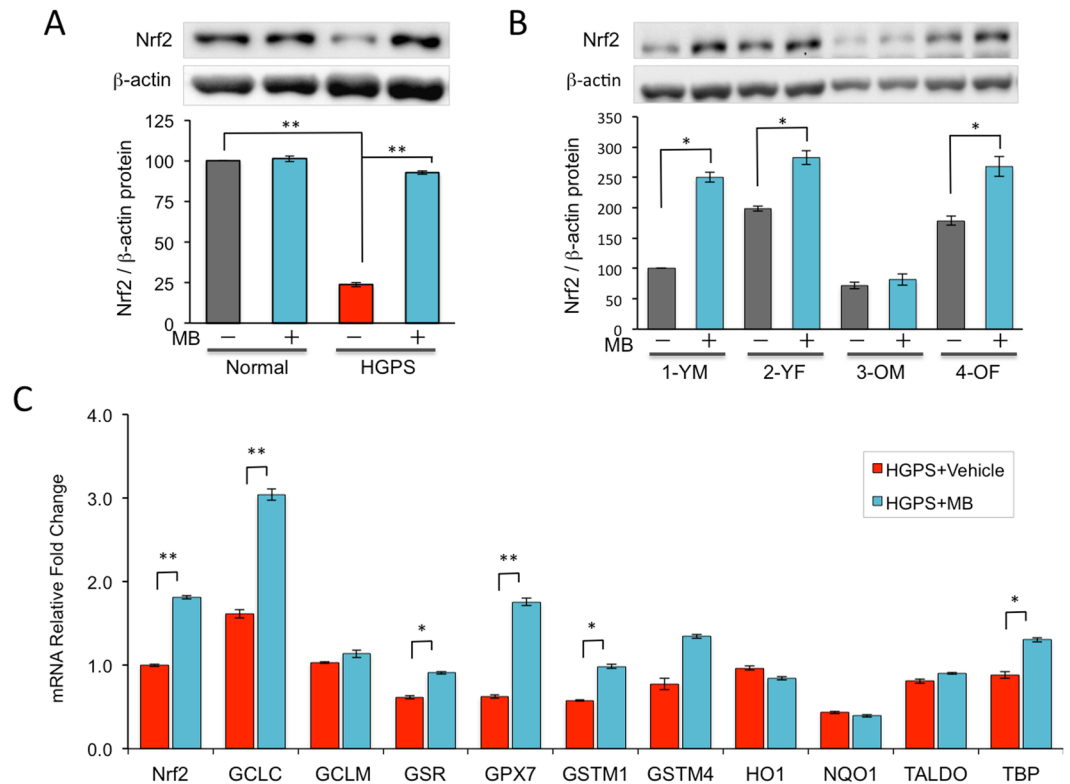 A
Nrf2
β-actin
**
**
Nrf2 / β-actin protein
125
100
75
50
25
0
MB
– + – +
Normal HGPS
B
Nrf2
β-actin
* * *
Nrf2 / β-actin protein
350
300
250
200
150
100
50
0
MB
– + – + – + – +
1-YM 2-YF 3-OM 4-OF
C
mRNA Relative Fold Change
4.0
3.0
2.0
1.0
0.0
** ** * ** * *
HGPS+Vehicle
HGPS+MB
Nrf2 GCLC GCLM GSR GPX7 GSTM1 GSTM4 HO1 NQO1 TALDO TBP